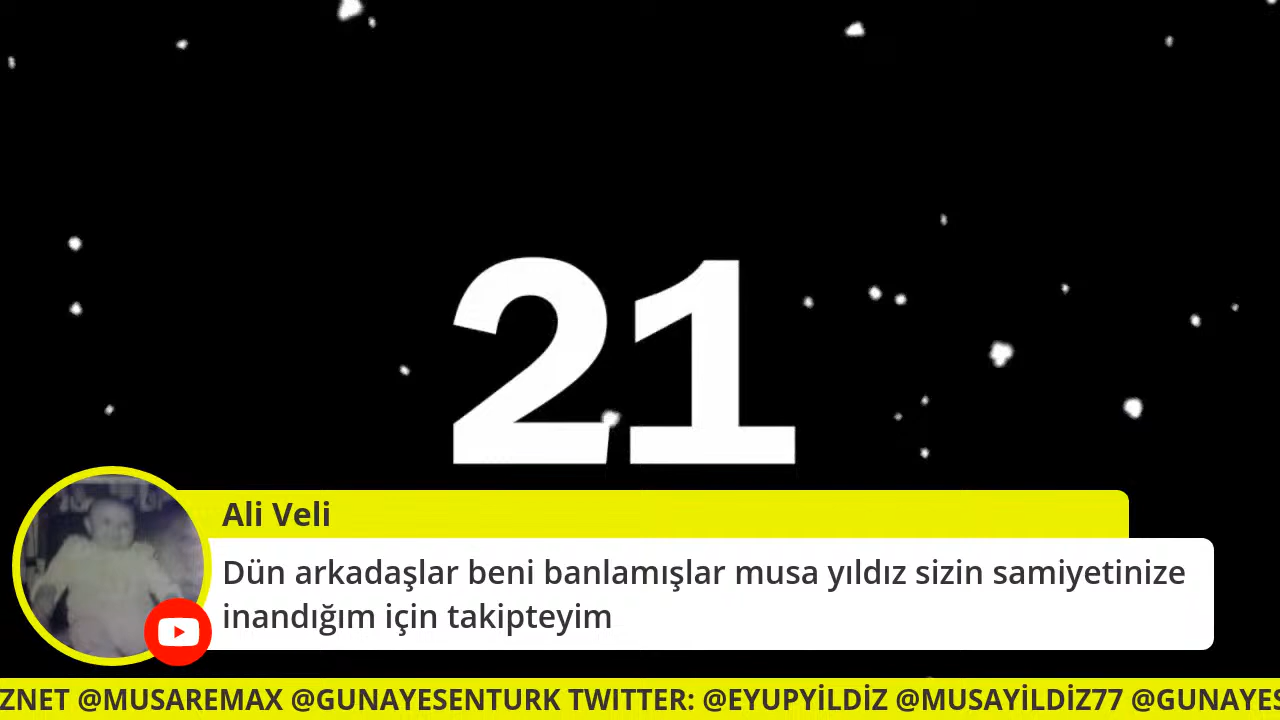 21
Ali Veli
Dün arkadaşlar beni banlamışlar musa yıldız sizin samiyetinize
inandığım için takipteyim
ZNET @MUSAREMAX @GUNAYESENTURK TWITTER: @EYUPYİLDİZ @MUSAYİLDİZ77 @GUNAYES